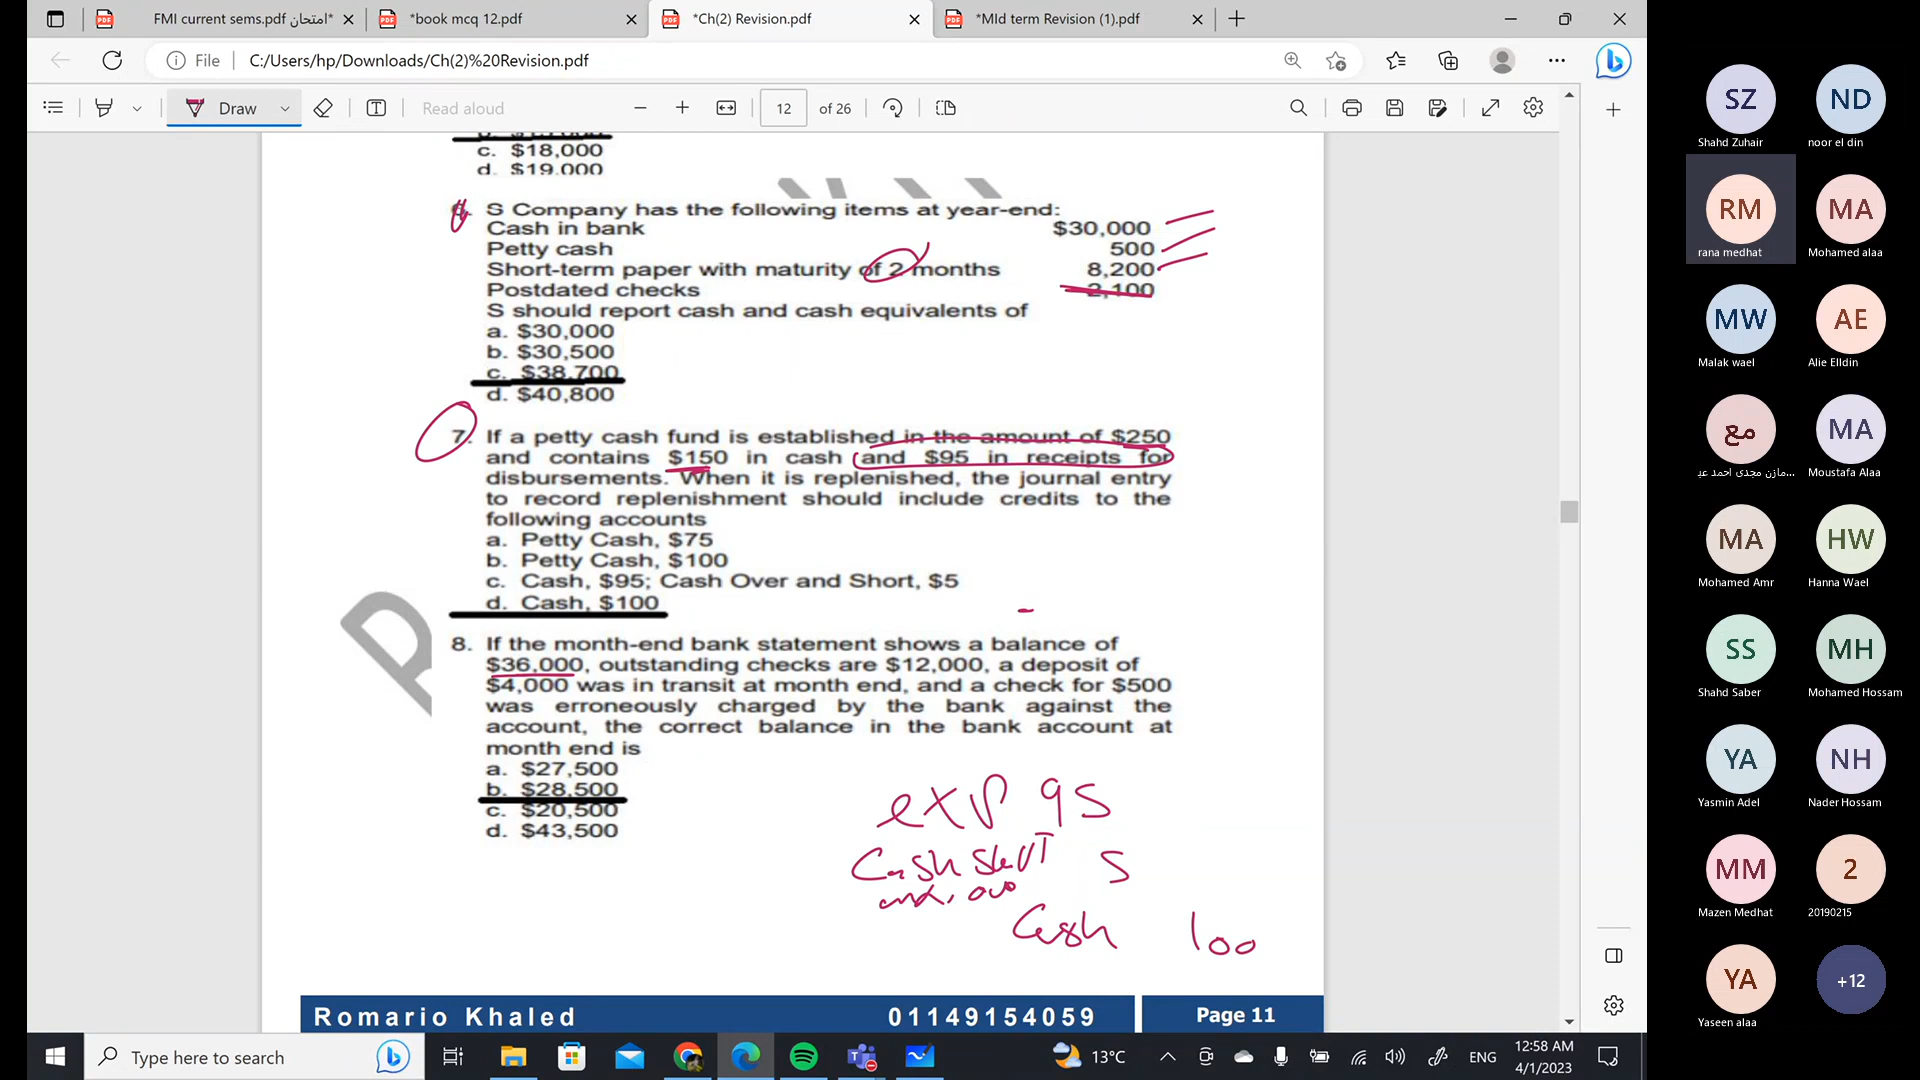 FMI current sems.pdf امتحان*
*book mcq 12.pdf
*Ch(2) Revision.pdf
*MId term Revision (1).pdf
File
C:/Users/hp/Downloads/Ch(2)%20Revision.pdf
Draw
Read aloud
12
of 26
c. $18,000
d. $19,000
S Company has the following items at year-end:
Cash in bank $30,000
Petty cash 500
Short-term paper with maturity of 2 months 8,200
Postdated checks 2,100
S should report cash and cash equivalents of
a. $30,000
b. $30,500
c. $38,700
d. $40,800
7. If a petty cash fund is established in the amount of $250
and contains $150 in cash and $95 in receipts for
disbursements. When it is replenished, the journal entry
to record replenishment should include credits to the
following accounts
a. Petty Cash, $75
b. Petty Cash, $100
c. Cash, $95; Cash Over and Short, $5
d. Cash, $100
8. If the month-end bank statement shows a balance of
$36,000, outstanding checks are $12,000, a deposit of
$4,000 was in transit at month end, and a check for $500
was erroneously charged by the bank against the
account, the correct balance in the bank account at
month end is
a. $27,500
b. $28,500
c. $20,500
d. $43,500
exp 95
Cash short 5
Cash 100
Romario Khaled 01149154059 Page 11
SZ
Shahd Zuhair
ND
noor el din
RM
rana medhat
MA
Mohamed alaa
MW
Malak wael
AE
Alie Elldin
مع
مازن مجدى احمد عبد...
MA
Moustafa Alaa
MA
Mohamed Amr
HW
Hanna Wael
SS
Shahd Saber
MH
Mohamed Hossam
YA
Yasmin Adel
NH
Nader Hossam
MM
Mazen Medhat
2
20190215
YA
Yaseen alaa
+12
Type here to search
13°C
ENG
12:58 AM
4/1/2023